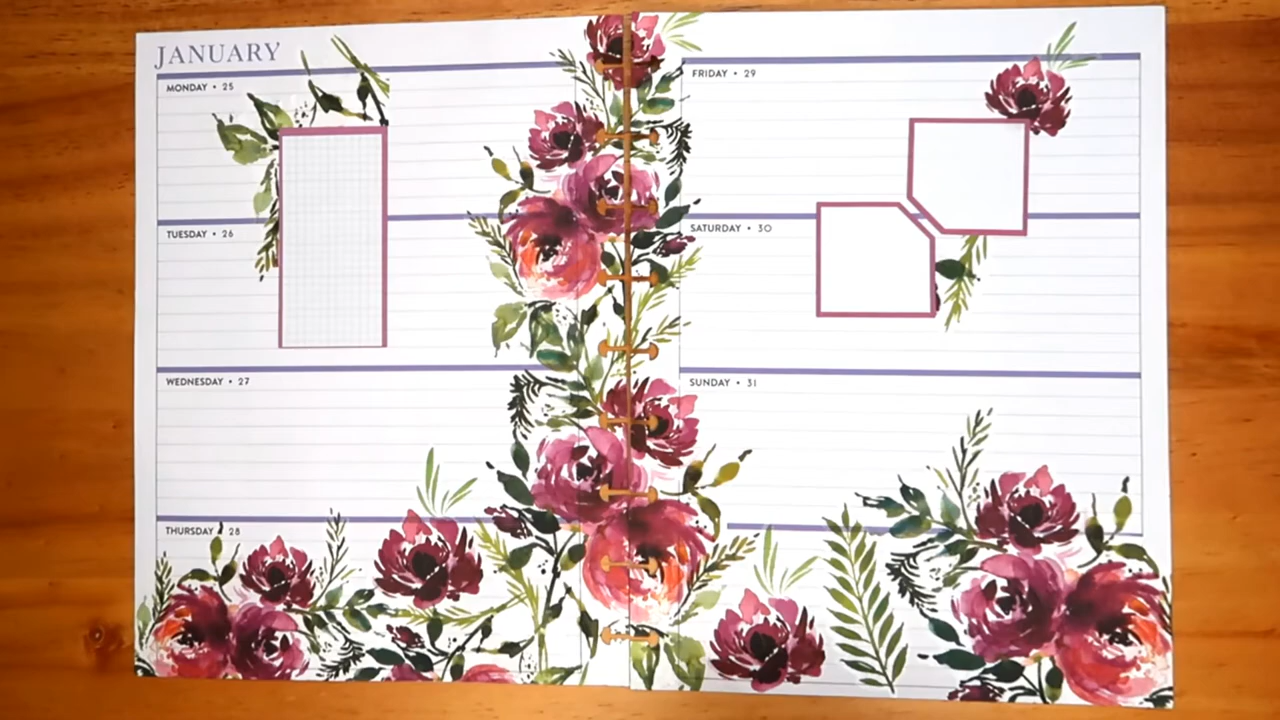 JANUARY
MONDAY • 25
TUESDAY • 26
WEDNESDAY • 27
THURSDAY • 28
FRIDAY • 29
SATURDAY • 30
SUNDAY • 31